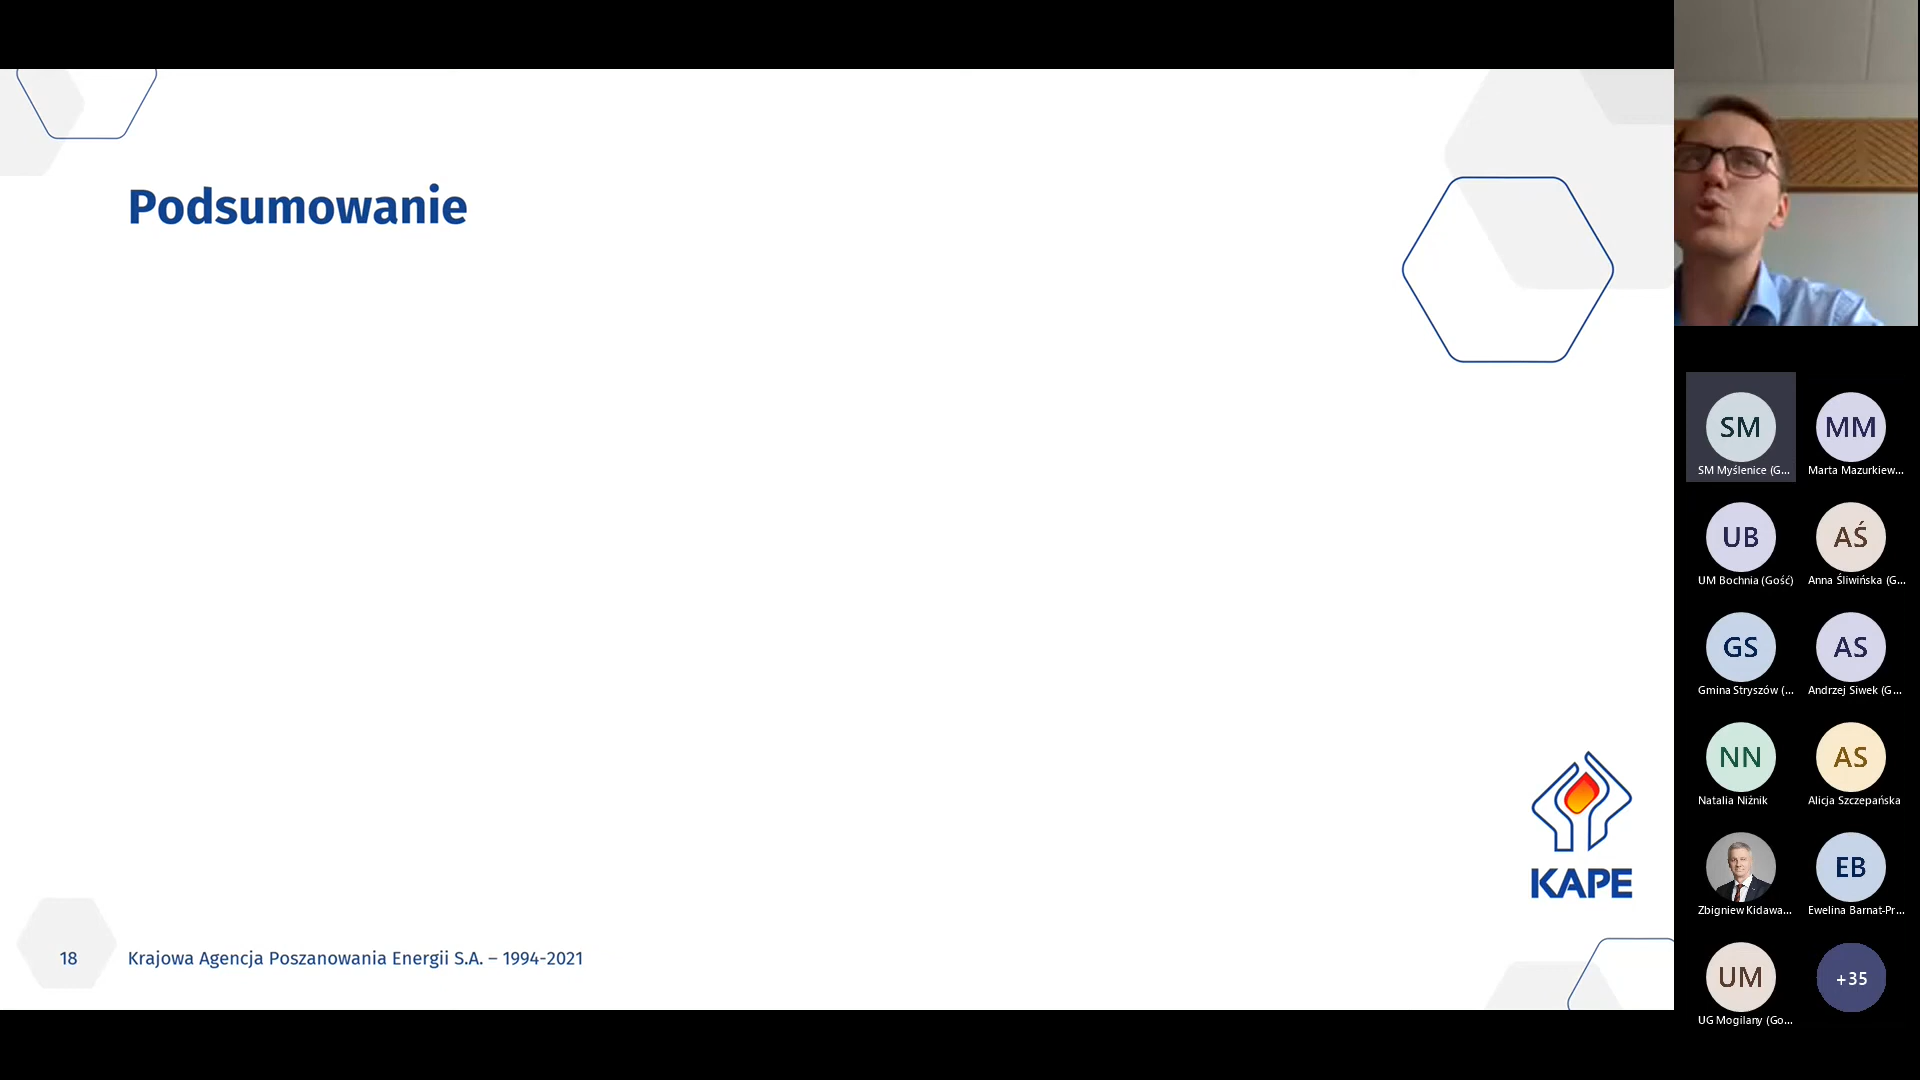 Podsumowanie
KAPE
18
Krajowa Agencja Poszanowania Energii S.A. – 1994-2021
SM
SM Myślenice (G...
MM
Marta Mazurkiew...
UB
UM Bochnia (Gość)
AŚ
Anna Śliwińska (G...
GS
Gmina Stryszów (...
AS
Andrzej Siwek (G...
NN
Natalia Niżnik
AS
Alicja Szczepańska
Zbigniew Kidawa...
EB
Ewelina Barnat-Pr...
UM
UG Mogilany (Go...
+35